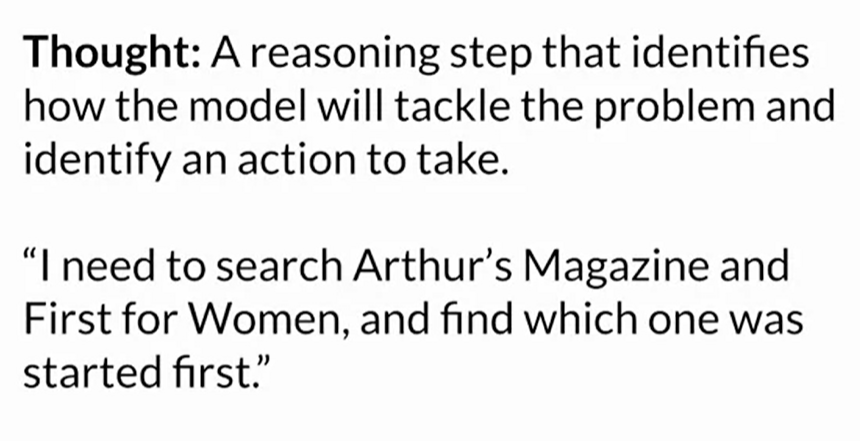 Thought: A reasoning step that identifies
how the model will tackle the problem and
identify an action to take.
“I need to search Arthur’s Magazine and
First for Women, and find which one was
started first.”